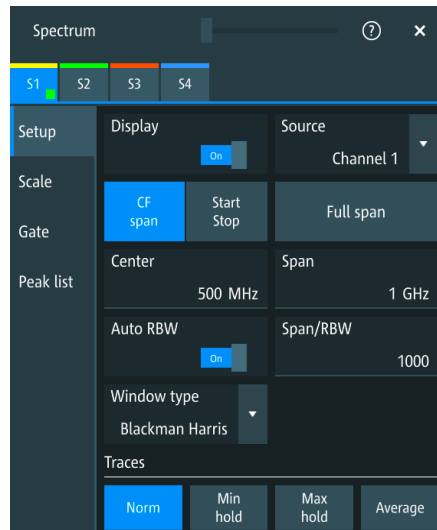 Spectrum ? ×
S1 S2 S3 S4
Setup
Scale
Gate
Peak list
Display
On
Source
Channel 1
CF
span
Start
Stop
Full span
Center
500 MHz
Span
1 GHz
Auto RBW
On
Span/RBW
1000
Window type
Blackman Harris
Traces
Norm
Min
hold
Max
hold
Average